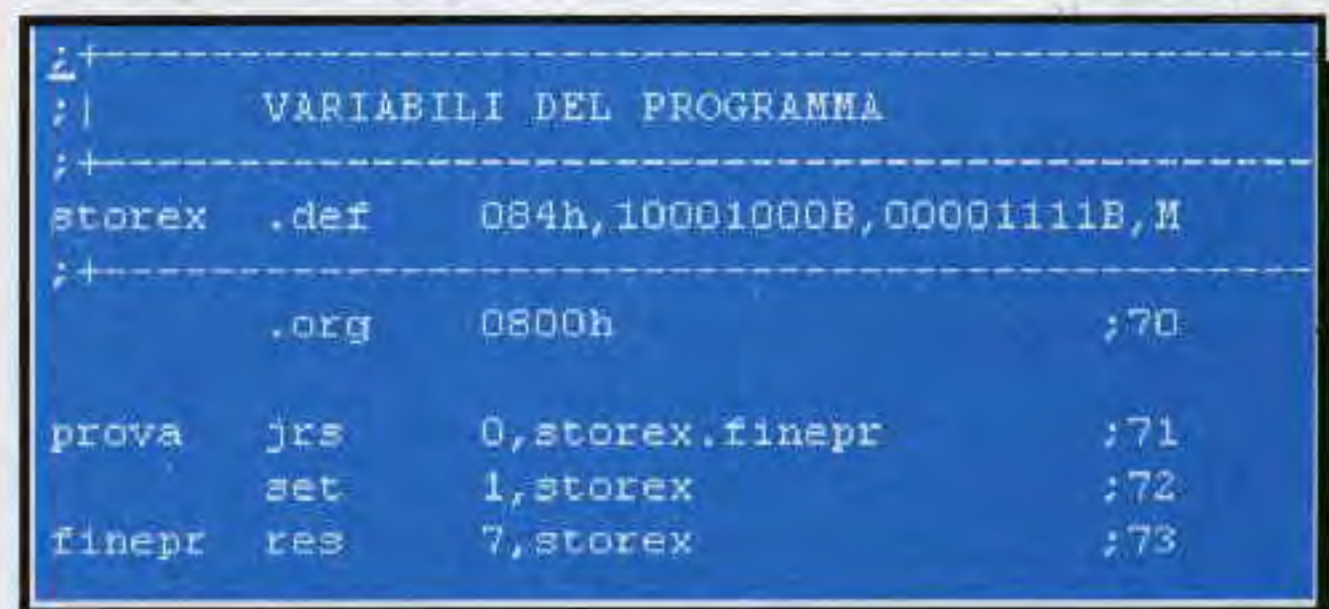 ;+--------------------------------------------------
;|      VARIABILI DEL PROGRAMMA
;+--------------------------------------------------
storex  .def    084h,10001000B,00001111B,M
;+--------------------------------------------------
        .org    0800h                   ;70
prova   jrs     0,storex.finepr         ;71
        set     1,storex                ;72
finepr  res     7,storex                ;73